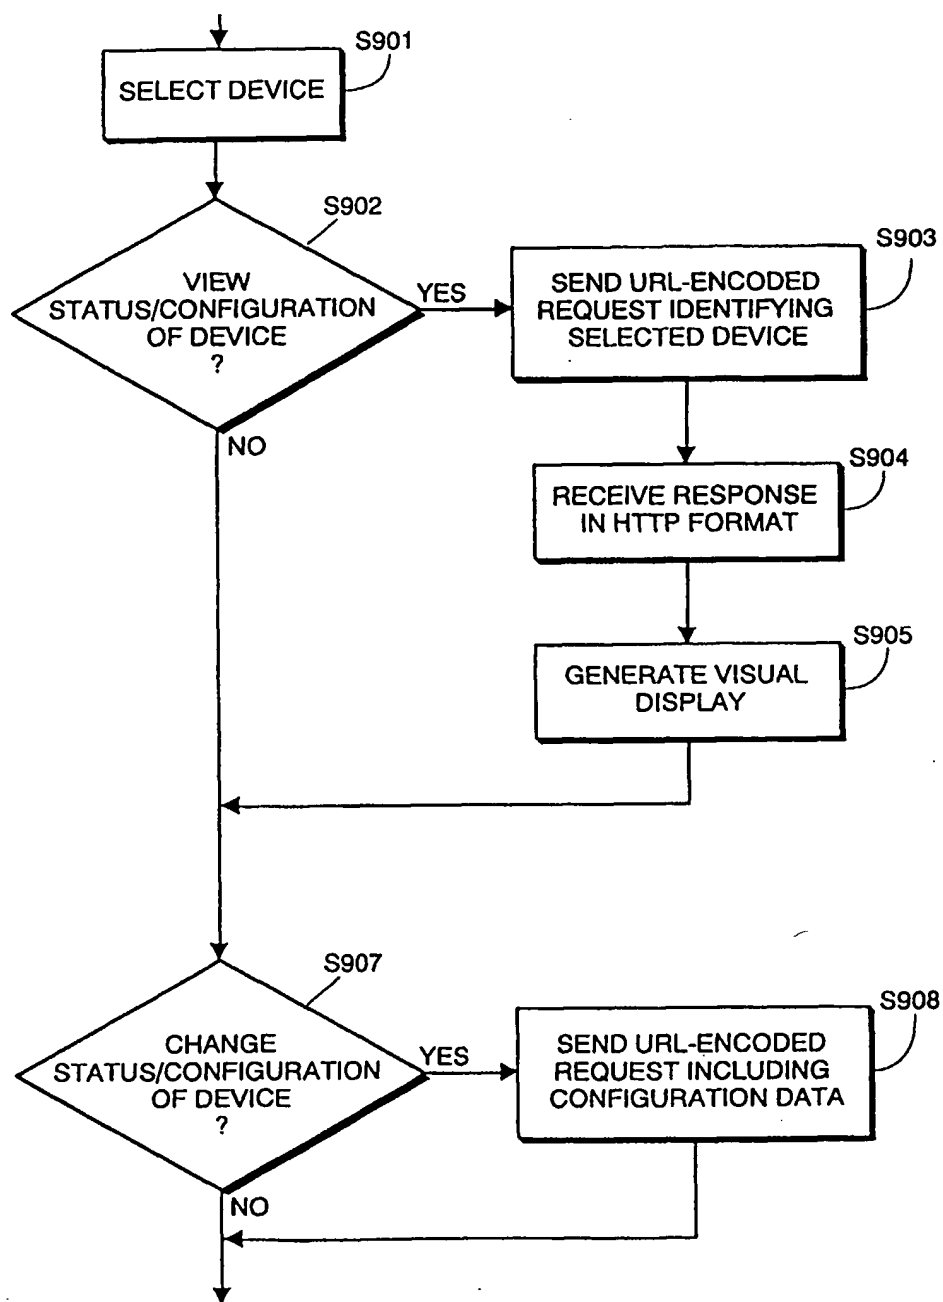 S901
SELECT DEVICE
S902
VIEW
STATUS/CONFIGURATION
OF DEVICE
?
YES
NO
S903
SEND URL-ENCODED
REQUEST IDENTIFYING
SELECTED DEVICE
S904
RECEIVE RESPONSE
IN HTTP FORMAT
S905
GENERATE VISUAL
DISPLAY
S907
CHANGE
STATUS/CONFIGURATION
OF DEVICE
?
YES
NO
S908
SEND URL-ENCODED
REQUEST INCLUDING
CONFIGURATION DATA